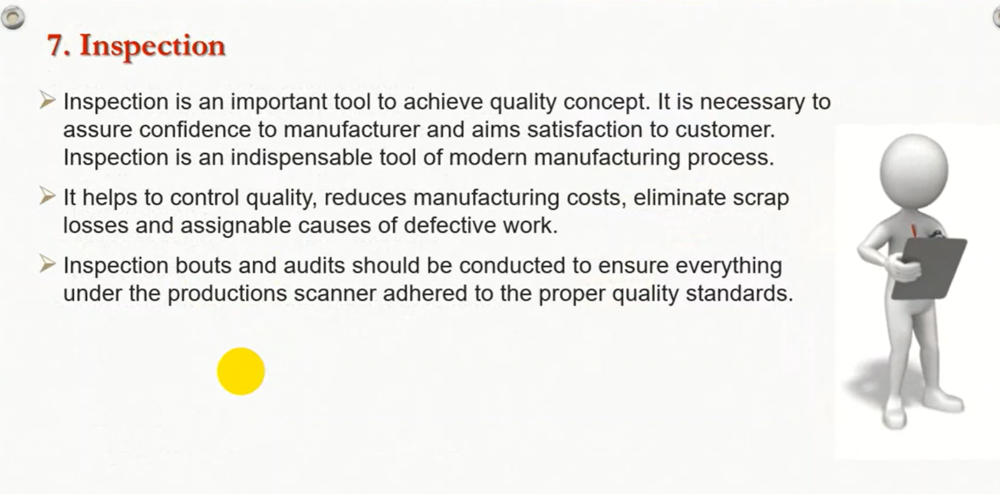 7. Inspection
Inspection is an important tool to achieve quality concept. It is necessary to
assure confidence to manufacturer and aims satisfaction to customer.
Inspection is an indispensable tool of modern manufacturing process.
It helps to control quality, reduces manufacturing costs, eliminate scrap
losses and assignable causes of defective work.
Inspection bouts and audits should be conducted to ensure everything
under the productions scanner adhered to the proper quality standards.